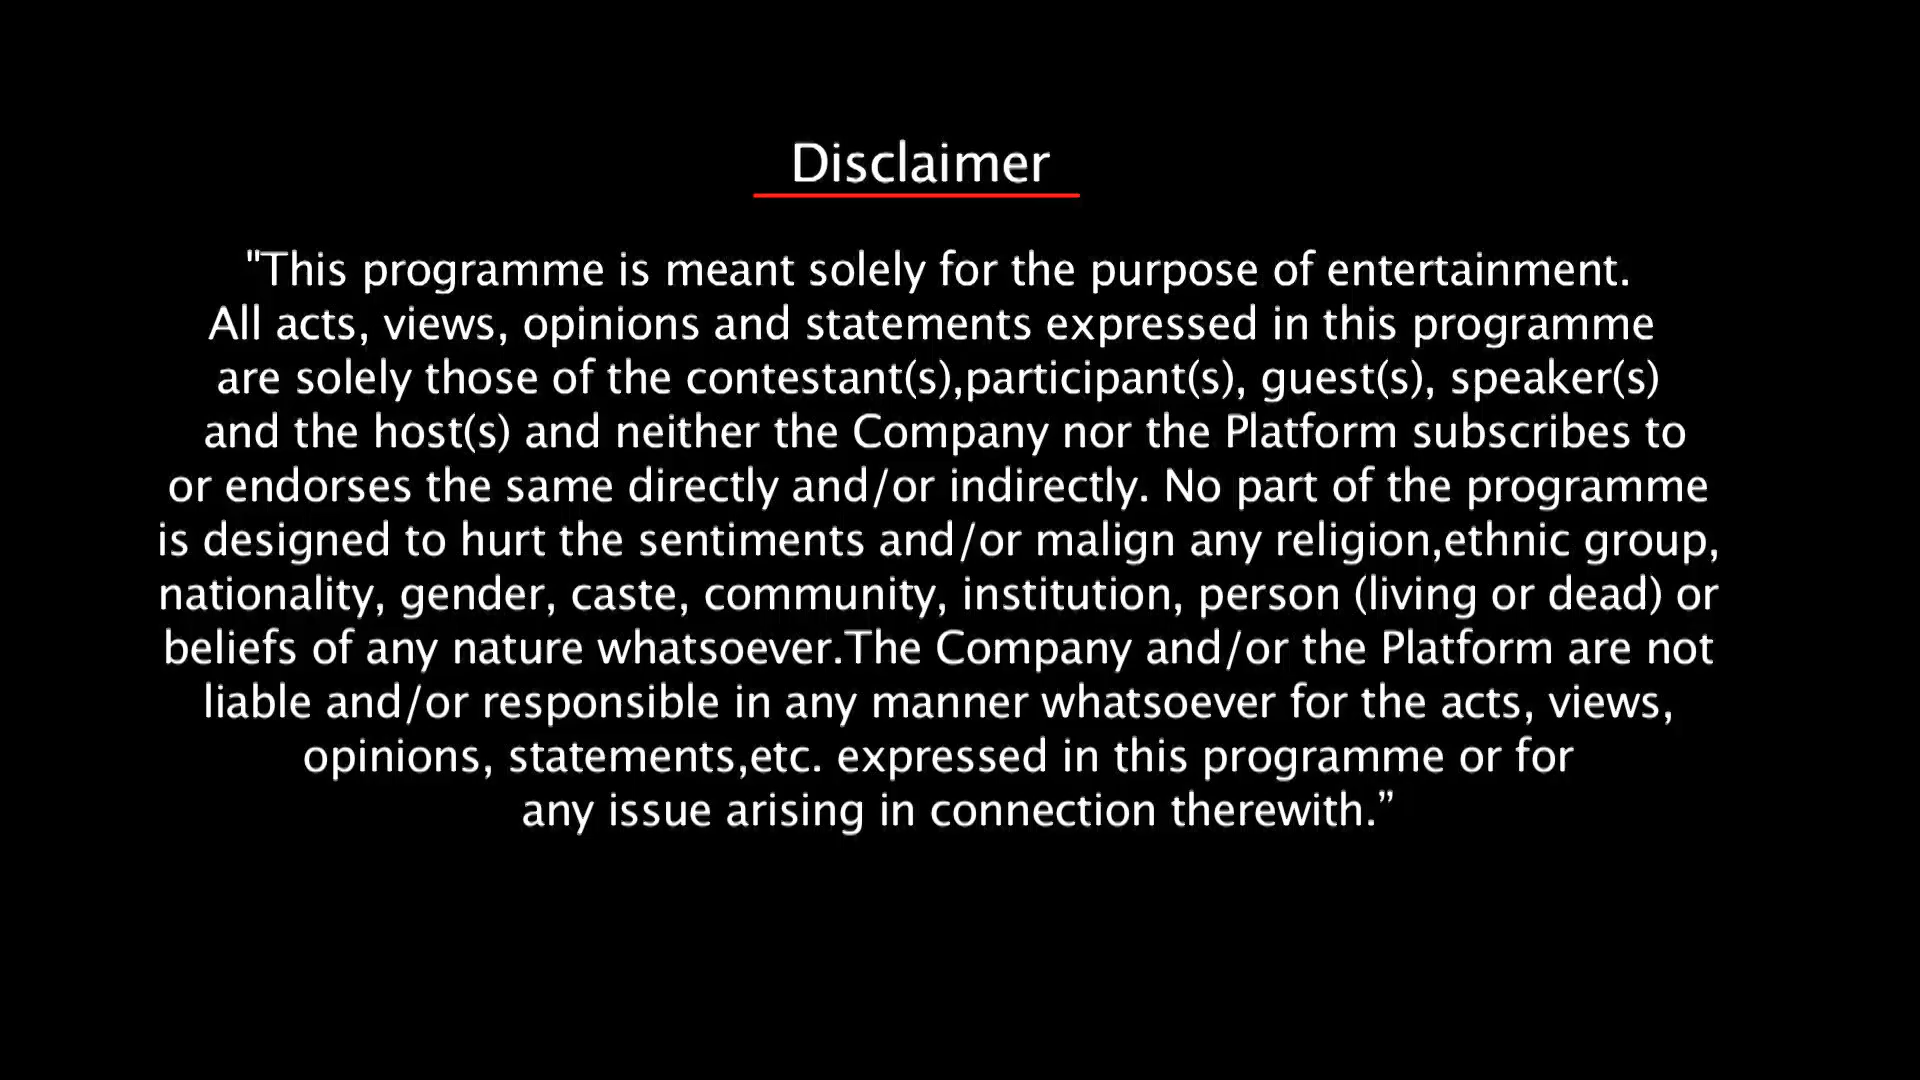 Disclaimer
"This programme is meant solely for the purpose of entertainment.
All acts, views, opinions and statements expressed in this programme
are solely those of the contestant(s),participant(s), guest(s), speaker(s)
and the host(s) and neither the Company nor the Platform subscribes to
or endorses the same directly and/or indirectly. No part of the programme
is designed to hurt the sentiments and/or malign any religion,ethnic group,
nationality, gender, caste, community, institution, person (living or dead) or
beliefs of any nature whatsoever.The Company and/or the Platform are not
liable and/or responsible in any manner whatsoever for the acts, views,
opinions, statements,etc. expressed in this programme or for
any issue arising in connection therewith.”